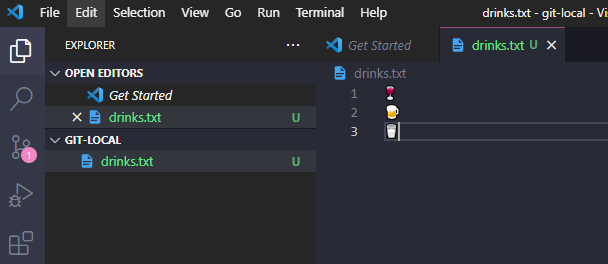 File Edit Selection View Go Run Terminal Help drinks.txt - git-local - Vis
EXPLORER ...
Get Started drinks.txt U
OPEN EDITORS
drinks.txt
Get Started
1 🍷
drinks.txt U
2 🍺
GIT-LOCAL
3 🥛
drinks.txt U
1